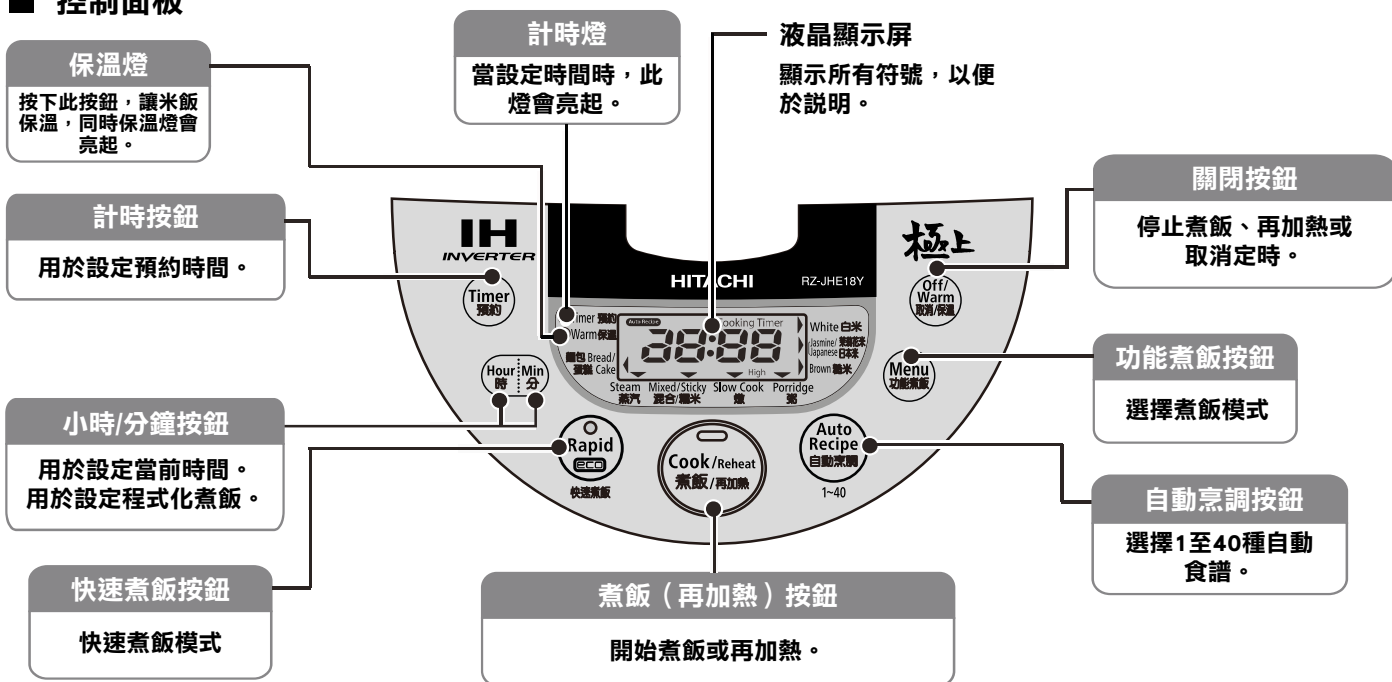 ■ 控制面板
保溫燈
按下此按鈕，讓米飯
保溫，同時保溫燈會
亮起。
計時燈
當設定時間時，此
燈會亮起。
液晶顯示屏
顯示所有符號，以便
於説明。
計時按鈕
用於設定預約時間。
關閉按鈕
停止煮飯、再加熱或
取消定時。
小時/分鐘按鈕
用於設定當前時間。
用於設定程式化煮飯。
功能煮飯按鈕
選擇煮飯模式
快速煮飯按鈕
快速煮飯模式
煮飯（再加熱）按鈕
開始煮飯或再加熱。
自動烹調按鈕
選擇1至40種自動
食譜。
IH
INVERTER
極上
HITACHI
RZ-JHE18Y
Timer
預約
Off/
Warm
取消/保溫
Timer 預約
Warm 保溫
麵包 Bread/
蛋糕 Cake
Auto Recipe
Cooking Timer
38:88
High
White 白米
Jasmine/ 茉莉花米/
Japanese 日本米
Brown 糙米
Steam Mixed/Sticky Slow Cook Porridge
蒸汽 混合/糯米 燉 粥
Hour Min
時 分
Menu
功能煮飯
Rapid
eco
快速煮飯
Cook/Reheat
煮飯/再加熱
Auto
Recipe
自動烹調
1~40